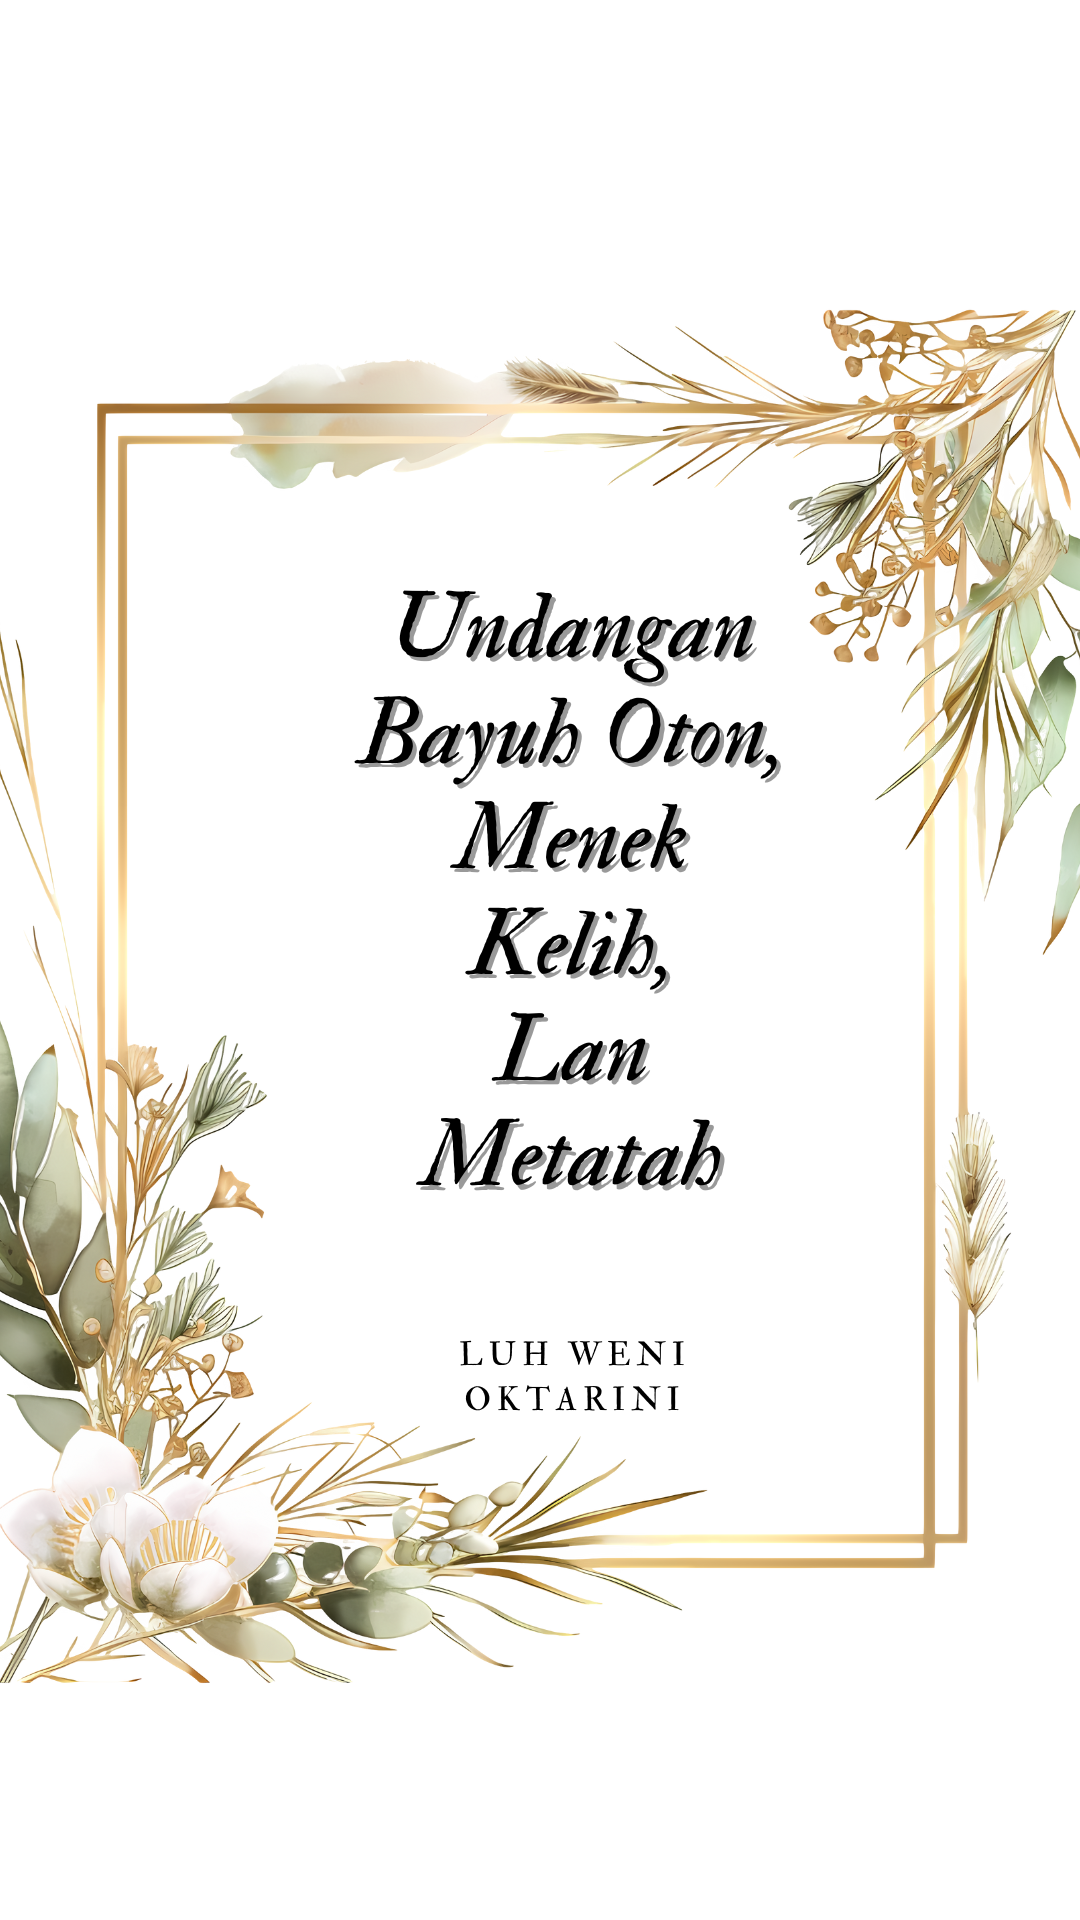 Undangan
Bayuh Oton,
Menek
Kelih,
Lan
Metatah
LUH WENI
OKTARINI